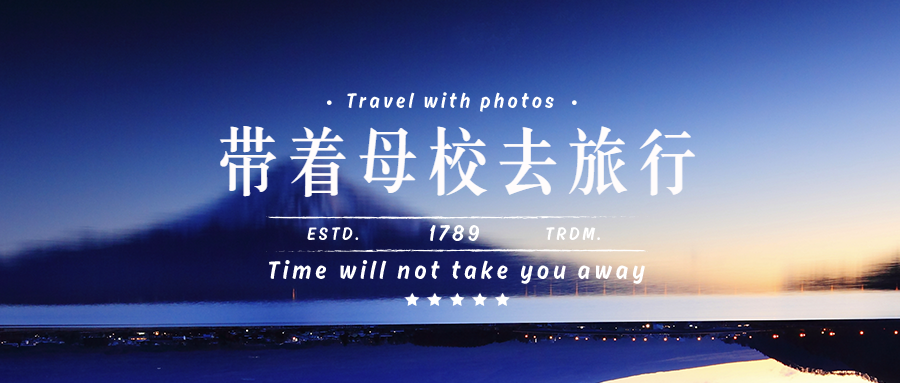 • Travel with photos •
带着母校去旅行
ESTD. 1789 TRDM.
Time will not take you away